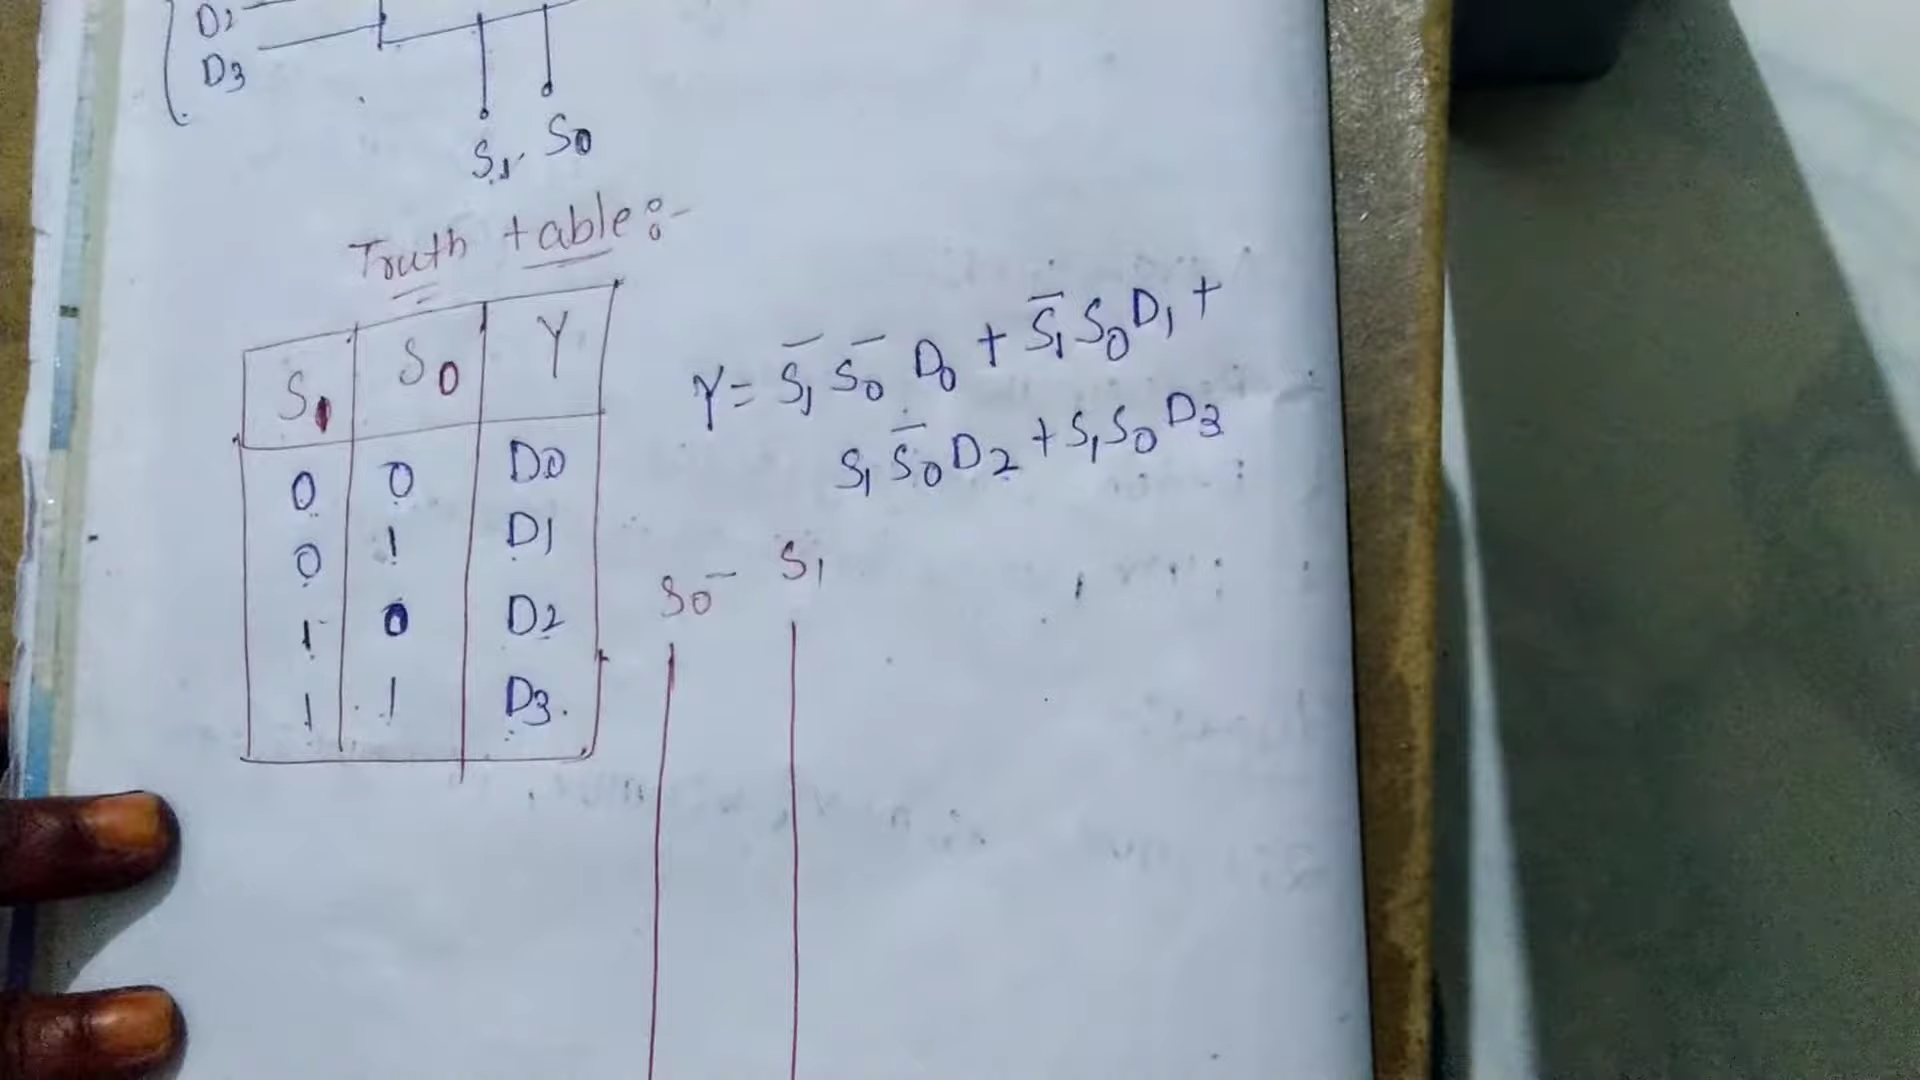 D2
D3
S1 S0
Truth table :-
S1 S0 Y
0 0 D0
0 1 D1
1 0 D2
1 1 D3.
Y = S̅1 S̅0 D0 + S̅1 S0 D1 +
S1 S̅0 D2 + S1 S0 D3
S0‾ S1